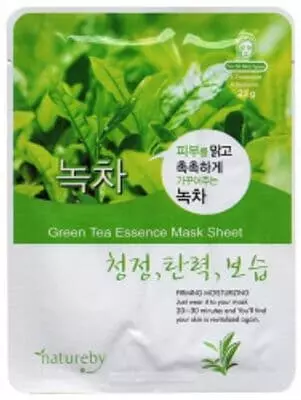 23g
녹차
피부를 맑고
촉촉하게
가꾸어주는
녹차
Green Tea Essence Mask Sheet
청정, 탄력, 보습
FIRMING MOISTURIZING
Just wear it to your mask
20~30 minutes and You'll find
your skin is revitalized again.
natureby